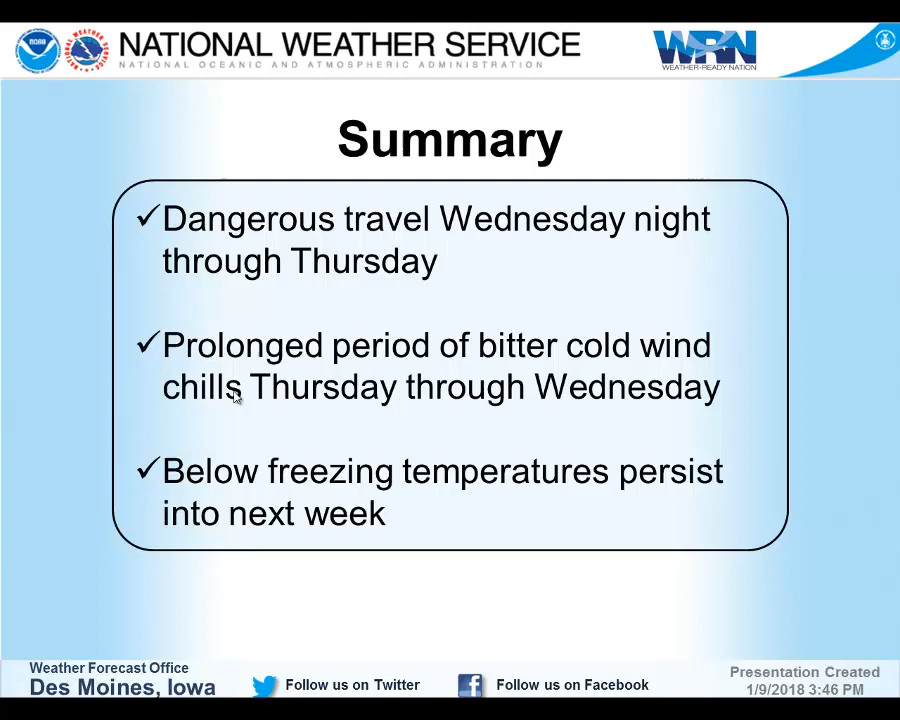 NATIONAL WEATHER SERVICE
NATIONAL OCEANIC AND ATMOSPHERIC ADMINISTRATION
NOAA
WRN
WEATHER-READY NATION
Summary
✓Dangerous travel Wednesday night
through Thursday
✓Prolonged period of bitter cold wind
chills Thursday through Wednesday
✓Below freezing temperatures persist
into next week
Weather Forecast Office
Des Moines, Iowa
Follow us on Twitter
Follow us on Facebook
Presentation Created
1/9/2018 3:46 PM